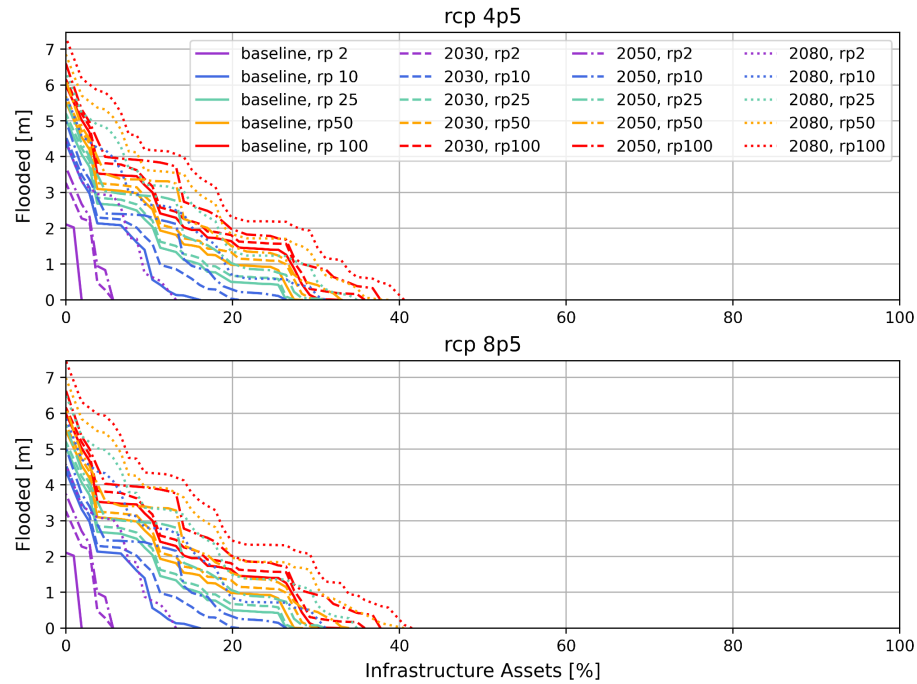 rcp 4p5
7
6
5
4
3
2
1
0
Flooded [m]
baseline, rp 2
baseline, rp 10
baseline, rp 25
baseline, rp50
baseline, rp 100
2030, rp2
2030, rp10
2030, rp25
2030, rp50
2030, rp100
2050, rp2
2050, rp10
2050, rp25
2050, rp50
2050, rp100
2080, rp2
2080, rp10
2080, rp25
2080, rp50
2080, rp100
0 20 40 60 80 100
rcp 8p5
7
6
5
4
3
2
1
0
Flooded [m]
0 20 40 60 80 100
Infrastructure Assets [%]